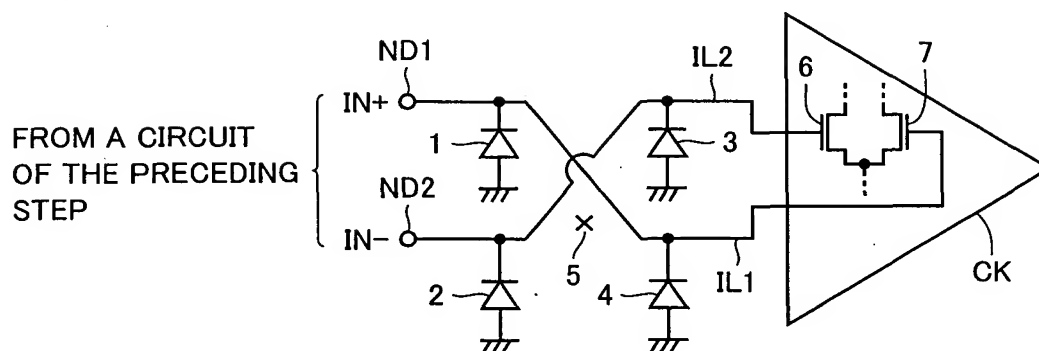 ND1
IN+
FROM A CIRCUIT
OF THE PRECEDING
STEP
ND2
IN-
1
2
3
4
5
IL2
IL1
6
7
CK